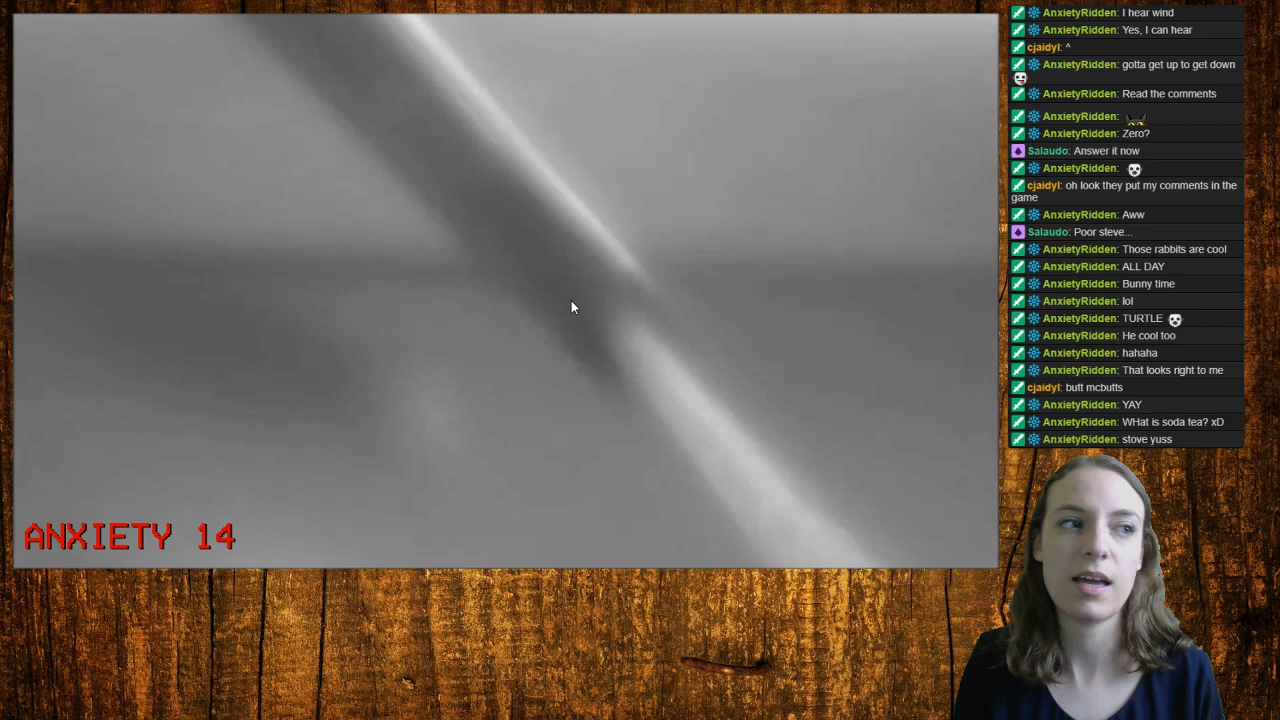 AnxietyRidden: I hear wind
AnxietyRidden: Yes, I can hear
cjaidyl: ^
AnxietyRidden: gotta get up to get down
AnxietyRidden: Read the comments
AnxietyRidden:
AnxietyRidden: Zero?
Salaudo: Answer it now
AnxietyRidden:
cjaidyl: oh look they put my comments in the
game
AnxietyRidden: Aww
Salaudo: Poor steve...
AnxietyRidden: Those rabbits are cool
AnxietyRidden: ALL DAY
AnxietyRidden: Bunny time
AnxietyRidden: lol
AnxietyRidden: TURTLE
AnxietyRidden: He cool too
AnxietyRidden: hahaha
AnxietyRidden: That looks right to me
cjaidyl: butt mcbutts
AnxietyRidden: YAY
AnxietyRidden: WHat is soda tea? xD
AnxietyRidden: stove yuss
ANXIETY 14